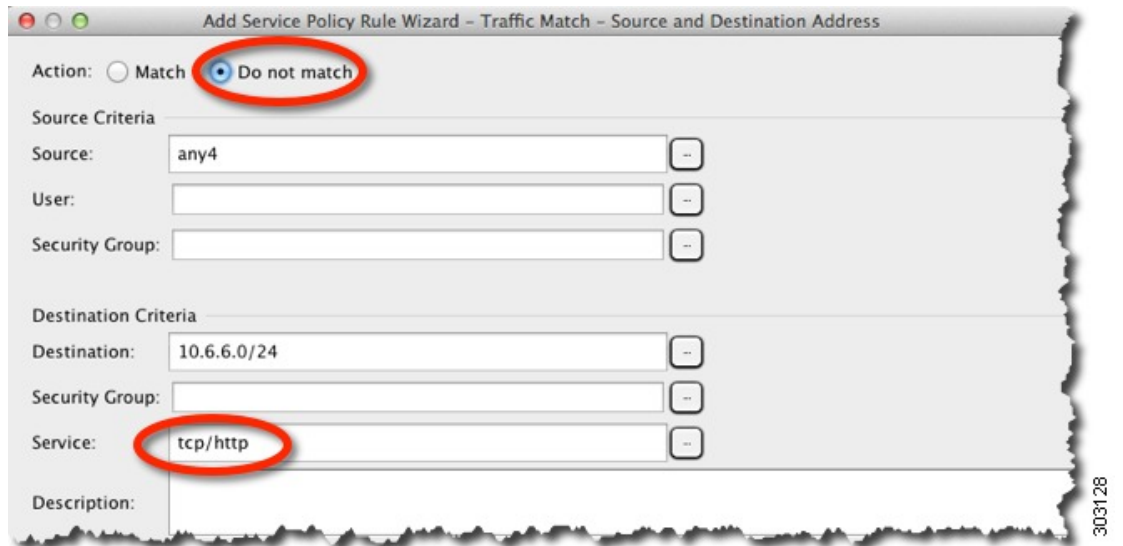 Add Service Policy Rule Wizard – Traffic Match – Source and Destination Address
Action: Match Do not match
Source Criteria
Source: any4 ...
User: ...
Security Group: ...
Destination Criteria
Destination: 10.6.6.0/24 ...
Security Group: ...
Service: tcp/http ...
Description:
303128